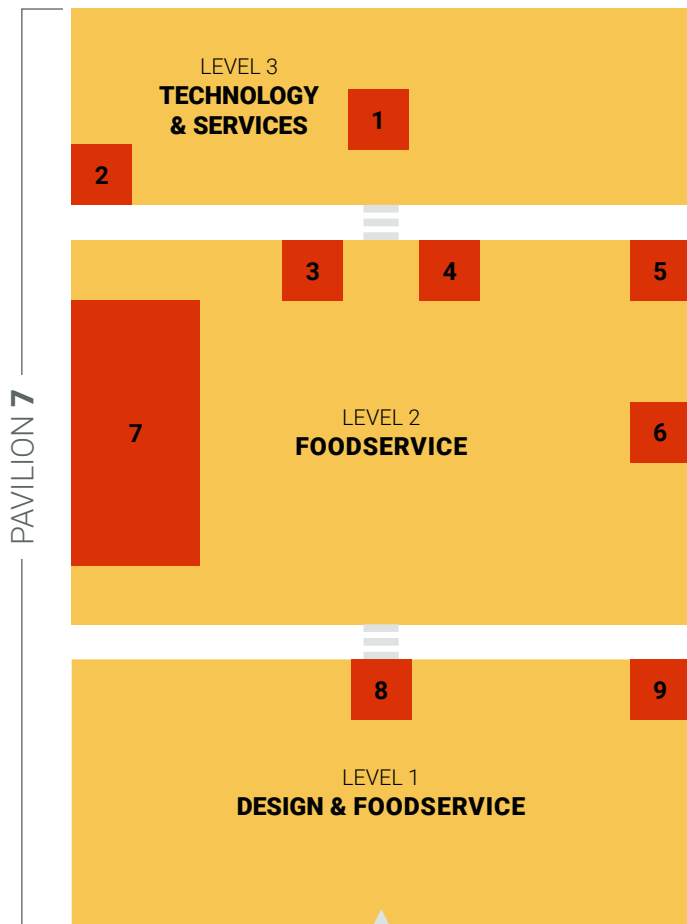 LEVEL 3
TECHNOLOGY
& SERVICES
1
2
3
4
5
PAVILION 7
7
LEVEL 2
FOODSERVICE
6
8
9
LEVEL 1
DESIGN & FOODSERVICE